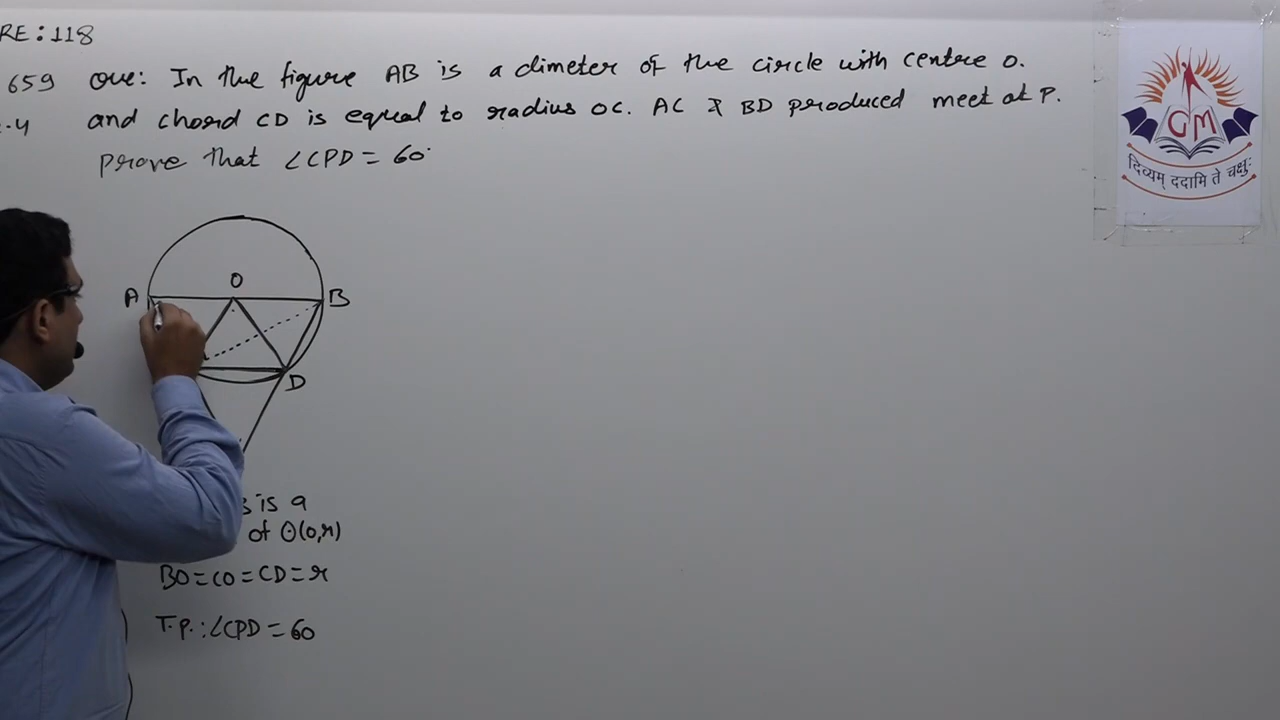 RE:118
659 que: In the figure AB is a dimeter of the circle with centre O.
:-4 and chord CD is equal to radius OC. AC & BD produced meet at P.
prove that ∠CPD = 60°
GM
दिव्यम् ददामि ते चक्षुः
O
A B
D
is a
of ⊙(O,r)
BO=CO=CD=r
T.P.:∠CPD=60